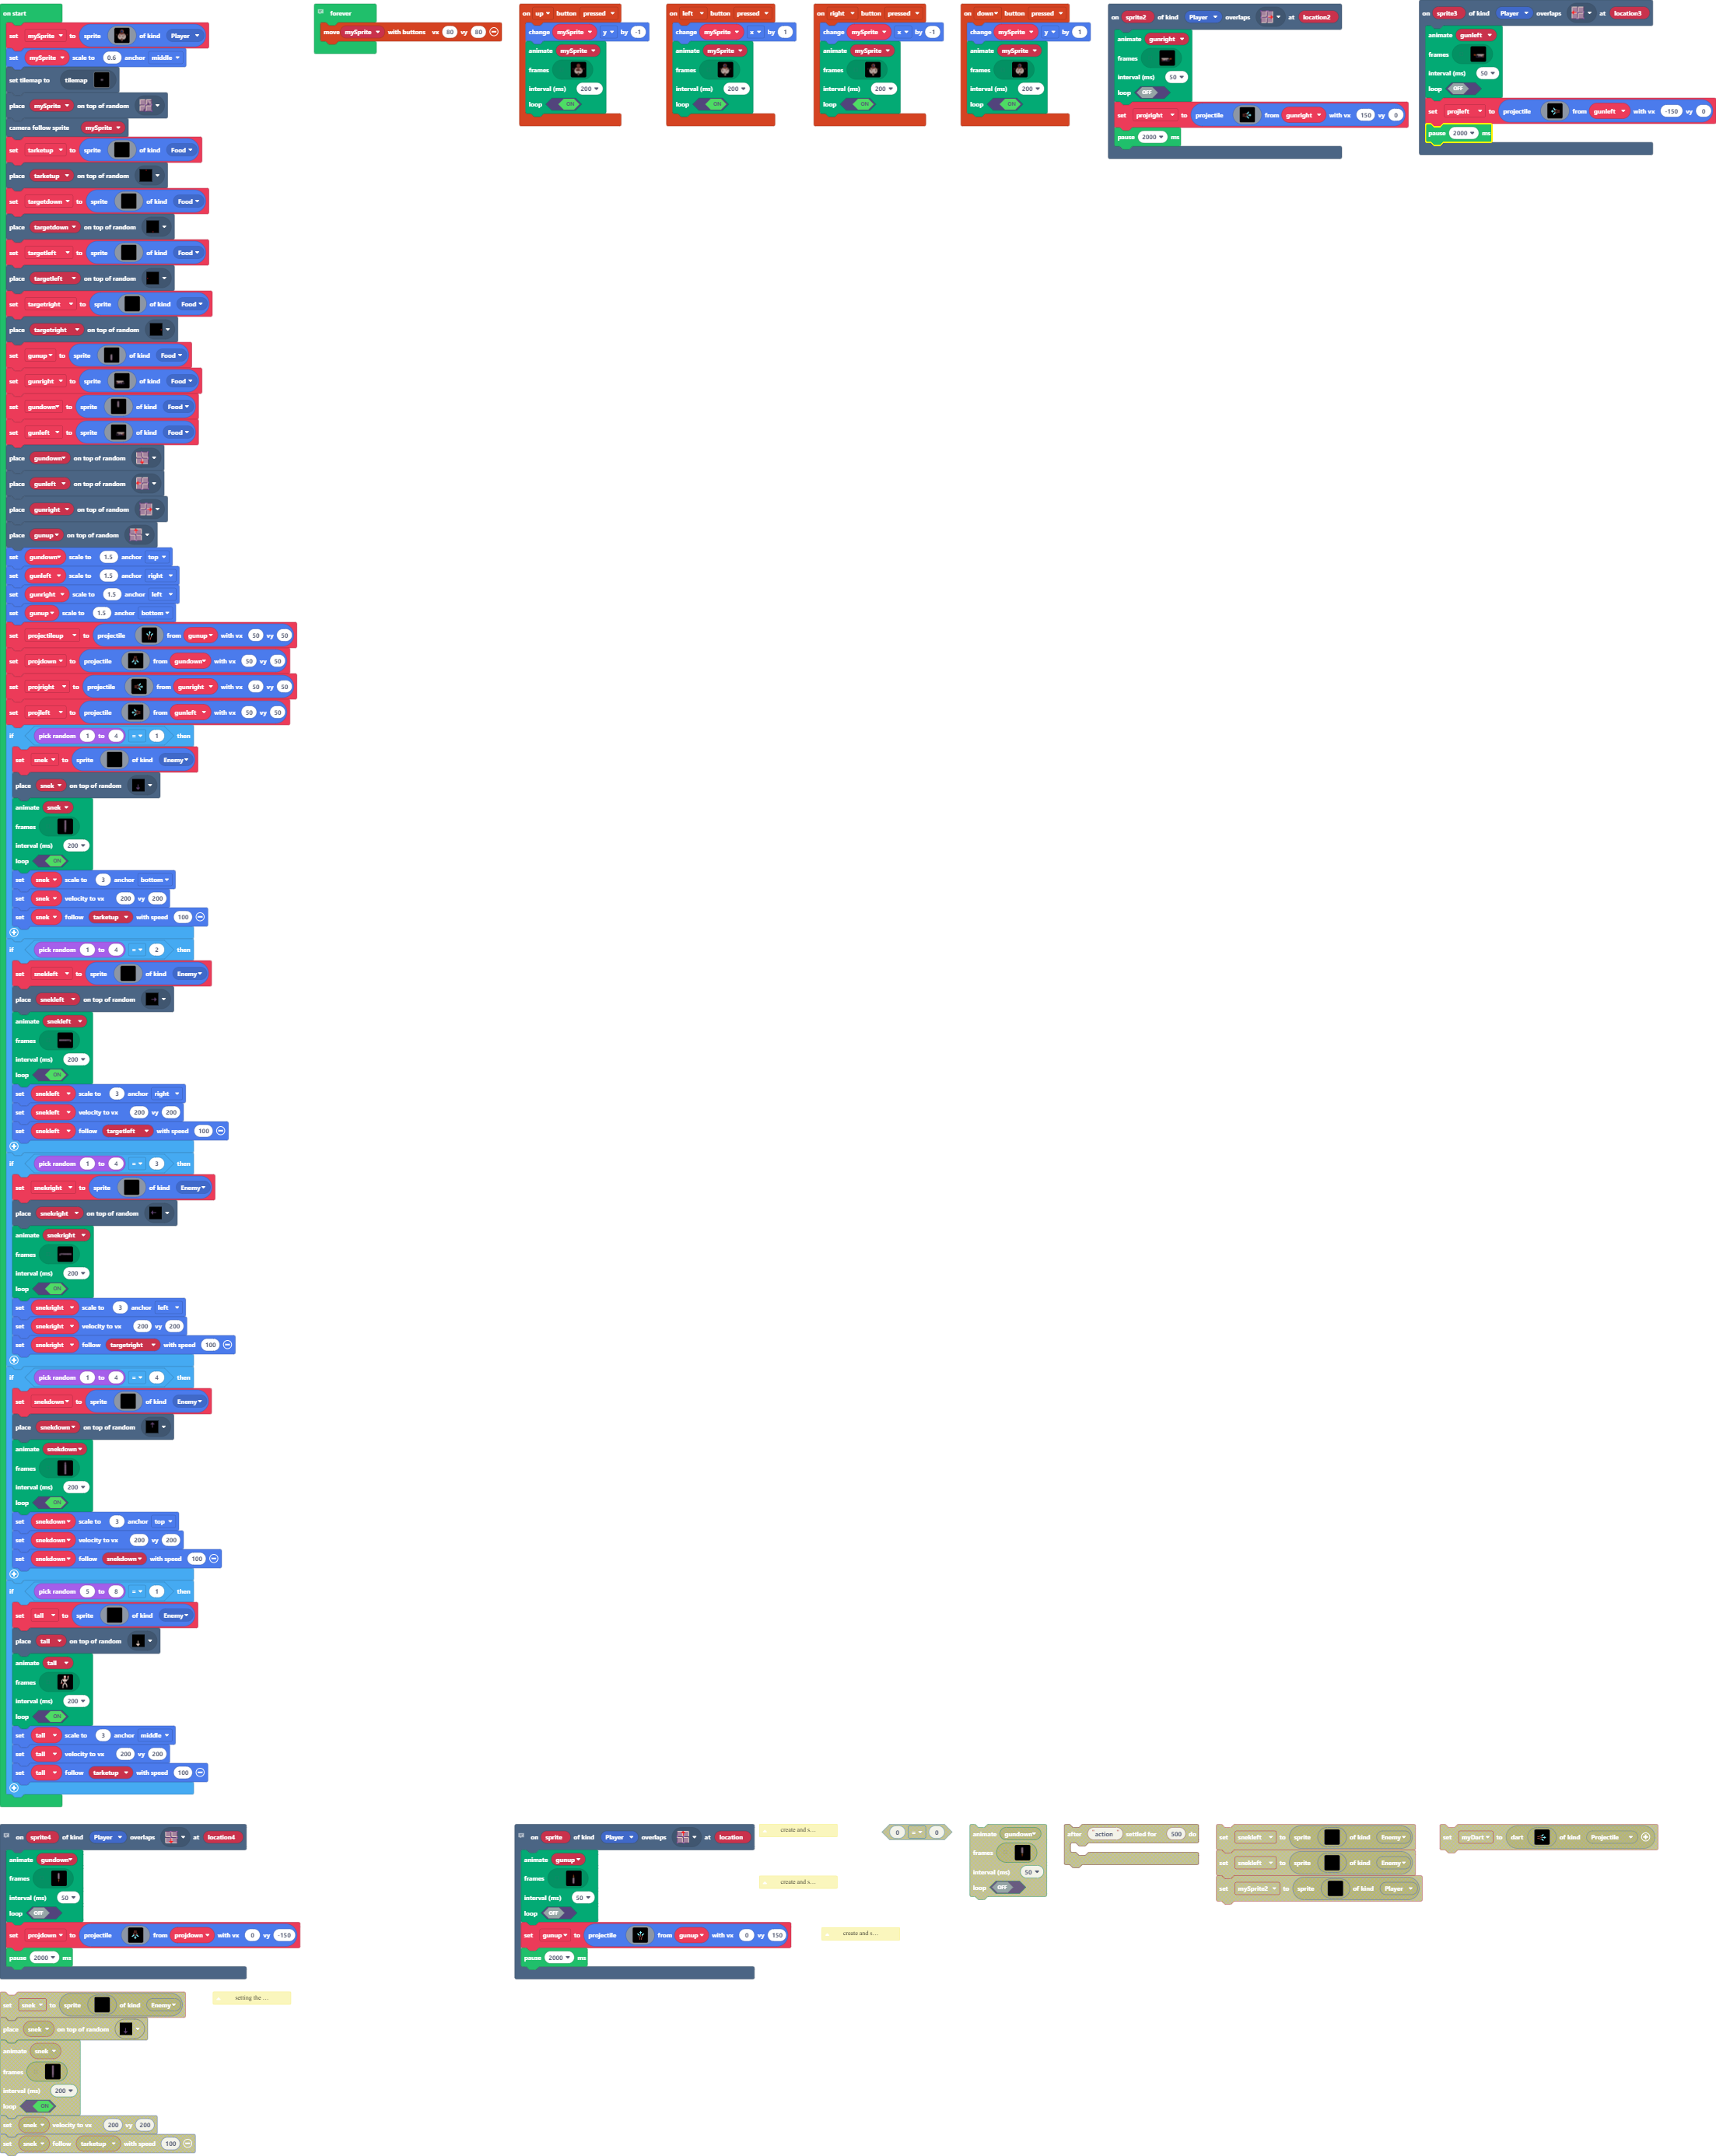 on start
set mySprite to sprite of kind Player
set mySprite scale to 0.6 anchor middle
set tilemap to tilemap
place mySprite on top of random
camera follow sprite mySprite
set tarketup to sprite of kind Food
place tarketup on top of random
set targetdown to sprite of kind Food
place targetdown on top of random
set targetleft to sprite of kind Food
place targetleft on top of random
set targetright to sprite of kind Food
place targetright on top of random
set gunup to sprite of kind Food
set gunright to sprite of kind Food
set gundown to sprite of kind Food
set gunleft to sprite of kind Food
place gundown on top of random
place gunleft on top of random
place gunright on top of random
place gunup on top of random
set gundown scale to 1.5 anchor top
set gunleft scale to 1.5 anchor right
set gunright scale to 1.5 anchor left
set gunup scale to 1.5 anchor bottom
set projectileup to projectile from gunup with vx 50 vy 50
set projdown to projectile from gundown with vx 50 vy 50
set projright to projectile from gunright with vx 50 vy 50
set projleft to projectile from gunleft with vx 50 vy 50
if pick random 1 to 4 = 1 then
set snek to sprite of kind Enemy
place snek on top of random
animate snek
frames
interval (ms) 200
loop ON
set snek scale to 3 anchor bottom
set snek velocity to vx 200 vy 200
set snek follow tarketup with speed 100
if pick random 1 to 4 = 2 then
set snekleft to sprite of kind Enemy
place snekleft on top of random
animate snekleft
frames
interval (ms) 200
loop ON
set snekleft scale to 3 anchor right
set snekleft velocity to vx 200 vy 200
set snekleft follow targetleft with speed 100
if pick random 1 to 4 = 3 then
set snekright to sprite of kind Enemy
place snekright on top of random
animate snekright
frames
interval (ms) 200
loop ON
set snekright scale to 3 anchor left
set snekright velocity to vx 200 vy 200
set snekright follow targetright with speed 100
if pick random 1 to 4 = 4 then
set snekdown to sprite of kind Enemy
place snekdown on top of random
animate snekdown
frames
interval (ms) 200
loop ON
set snekdown scale to 3 anchor top
set snekdown velocity to vx 200 vy 200
set snekdown follow snekdown with speed 100
if pick random 5 to 8 = 1 then
set tall to sprite of kind Enemy
place tall on top of random
animate tall
frames
interval (ms) 200
loop ON
set tall scale to 3 anchor middle
set tall velocity to vx 200 vy 200
set tall follow tarketup with speed 100
forever
move mySprite with buttons vx 80 vy 80
on up button pressed
change mySprite y by -1
animate mySprite
frames
interval (ms) 200
loop ON
on left button pressed
change mySprite x by 1
animate mySprite
frames
interval (ms) 200
loop ON
on right button pressed
change mySprite x by -1
animate mySprite
frames
interval (ms) 200
loop ON
on down button pressed
change mySprite y by 1
animate mySprite
frames
interval (ms) 200
loop ON
on sprite2 of kind Player overlaps at location2
animate gunright
frames
interval (ms) 50
loop OFF
set projright to projectile from gunright with vx 150 vy 0
pause 2000 ms
on sprite3 of kind Player overlaps at location3
animate gunleft
frames
interval (ms) 50
loop OFF
set projleft to projectile from gunleft with vx -150 vy 0
pause 2000 ms
on sprite4 of kind Player overlaps at location4
animate gundown
frames
interval (ms) 50
loop OFF
set projdown to projectile from projdown with vx 0 vy -150
pause 2000 ms
on sprite of kind Player overlaps at location
animate gunup
frames
interval (ms) 50
loop OFF
set gunup to projectile from gunup with vx 0 vy 150
pause 2000 ms
create and s...
create and s...
create and s...
0 = 0
animate gundown
frames
interval (ms) 50
loop OFF
after "action" settled for 500 do
set snekleft to sprite of kind Enemy
set snekleft to sprite of kind Enemy
set mySprite2 to sprite of kind Player
set myDart to dart of kind Projectile
set snek to sprite of kind Enemy
place snek on top of random
animate snek
frames
interval (ms) 200
loop ON
set snek velocity to vx 200 vy 200
set snek follow tarketup with speed 100
setting the ...